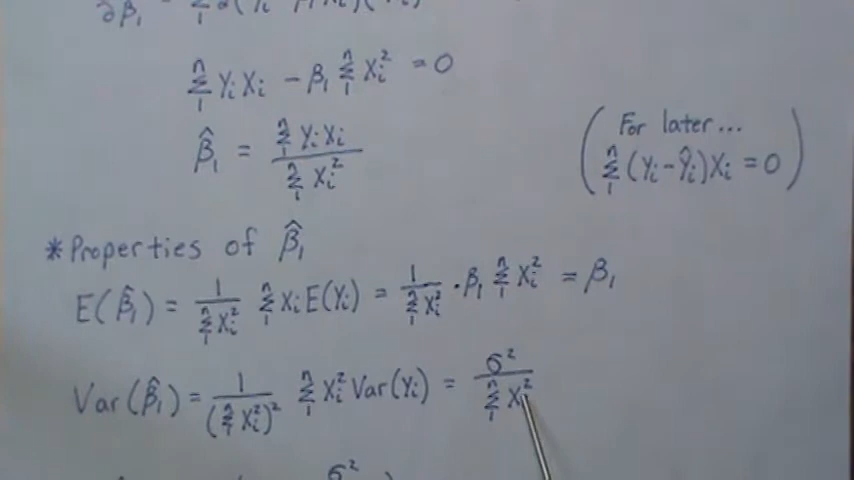 Σ₁ⁿ YᵢXᵢ − β₁ Σ₁ⁿ Xᵢ² = 0
β̂₁ = Σ₁ⁿ YᵢXᵢ / Σ₁ⁿ Xᵢ²
( For later...
Σ₁ⁿ (Yᵢ − Ŷᵢ)Xᵢ = 0 )
*Properties of β̂₁
E(β̂₁) = 1 / Σ₁ⁿ Xᵢ² Σ₁ⁿ XᵢE(Yᵢ) = 1 / Σ₁ⁿ Xᵢ² · β₁ Σ₁ⁿ Xᵢ² = β₁
Var(β̂₁) = 1 / (Σ₁ⁿ Xᵢ²)² Σ₁ⁿ Xᵢ² Var(Yᵢ) = σ² / Σ₁ⁿ Xᵢ²
σ²